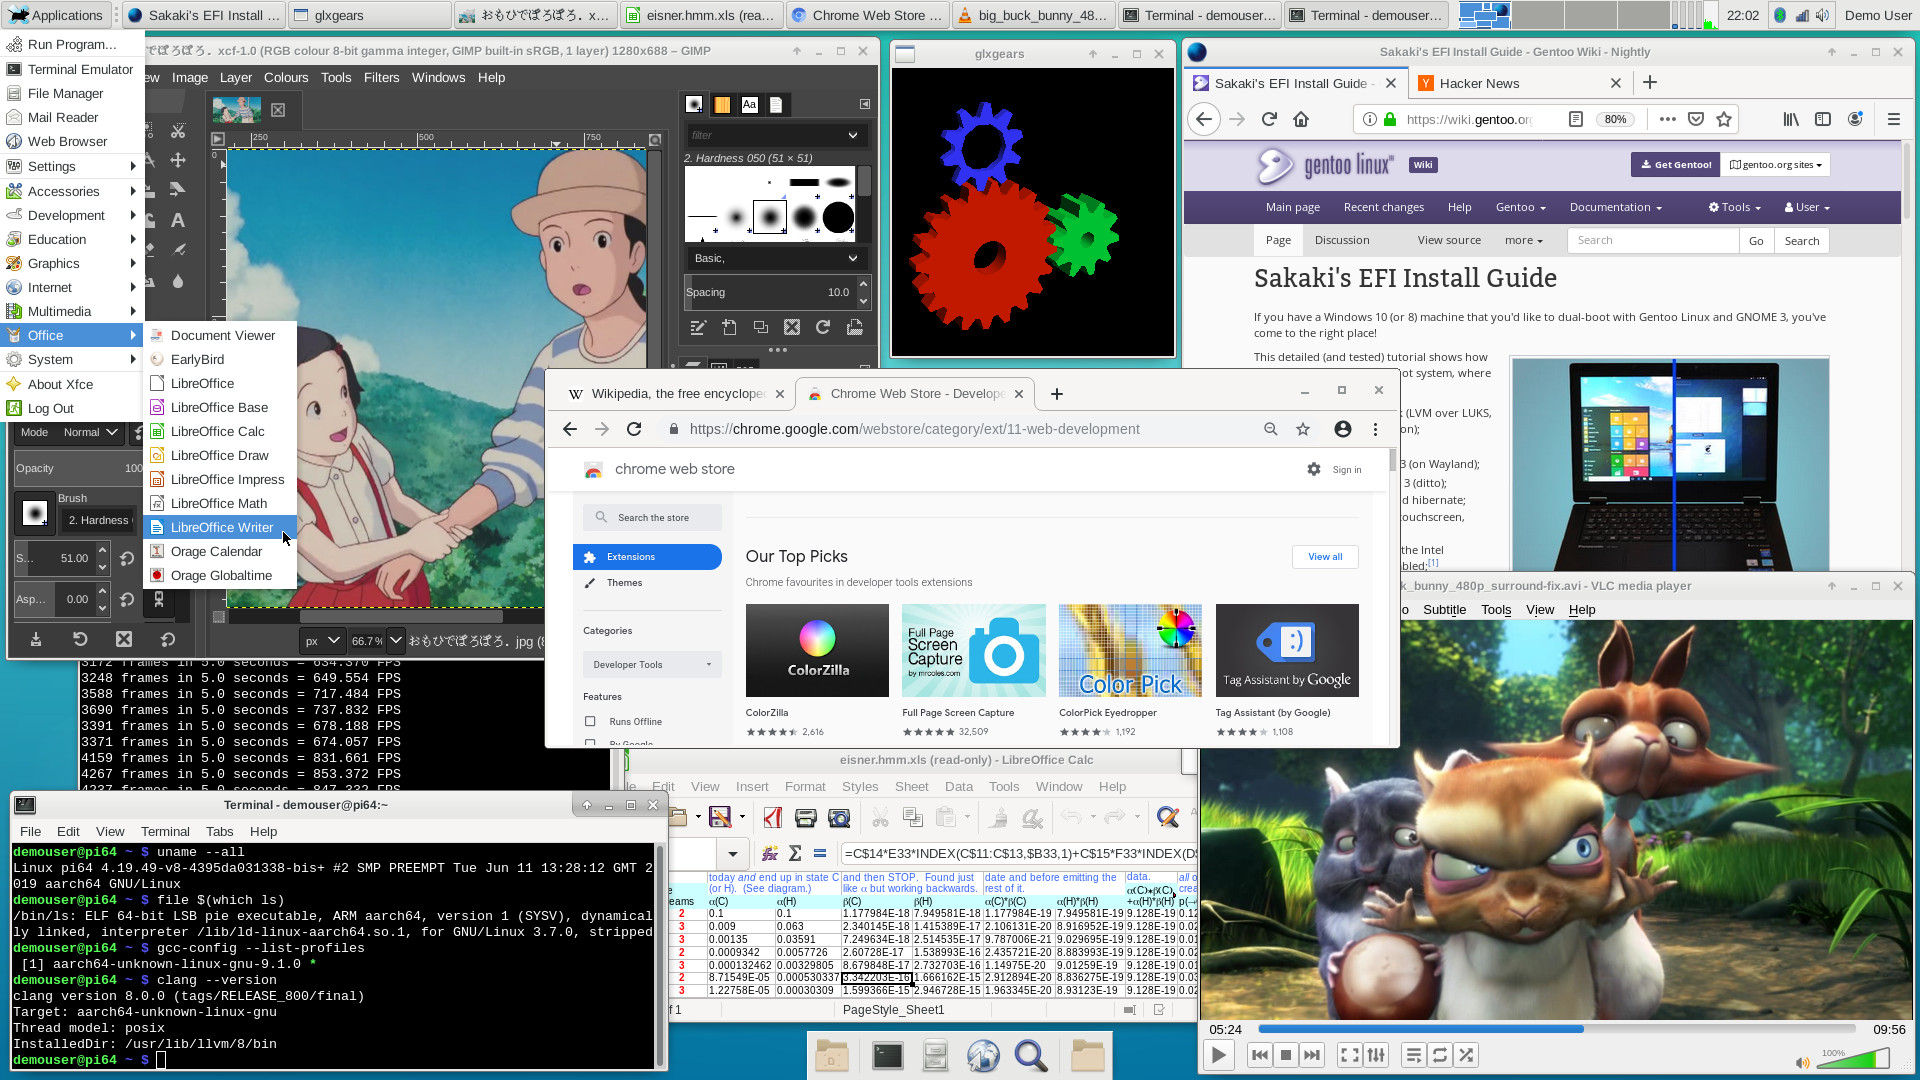 Applications
Sakaki's EFI Install ...
glxgears
おもひでぽろぽろ. x...
eisner.hmm.xls (rea...
Chrome Web Store ...
big_buck_bunny_48...
Terminal - demouser...
Terminal - demouser...
22:02
Demo User
Run Program...
Terminal Emulator
File Manager
Mail Reader
Web Browser
Settings
Accessories
Development
Education
Graphics
Internet
Multimedia
Office
System
About Xfce
Log Out
Document Viewer
EarlyBird
LibreOffice
LibreOffice Base
LibreOffice Calc
LibreOffice Draw
LibreOffice Impress
LibreOffice Math
LibreOffice Writer
Orage Calendar
Orage Globaltime
でぽろぽろ. xcf-1.0 (RGB colour 8-bit gamma integer, GIMP built-in sRGB, 1 layer) 1280x688 – GIMP
ew Image Layer Colours Tools Filters Windows Help
250 500 750
filter
2. Hardness 050 (51 × 51)
Basic,
Spacing 10.0
Mode Normal
Opacity 100
Brush
2. Hardness
S... 51.00
Asp... 0.00
px 66.7 % おもひでぽろぽろ. jpg (8
glxgears
Sakaki's EFI Install Guide - Gentoo Wiki - Nightly
Sakaki's EFI Install Guide -
Hacker News
https://wiki.gentoo.or
80%
gentoo linux
Wiki
Get Gentoo!
gentoo.org sites
Main page Recent changes Help Gentoo Documentation Tools User
Page Discussion View source more Search Go Search
Sakaki's EFI Install Guide
If you have a Windows 10 (or 8) machine that you'd like to dual-boot with Gentoo Linux and GNOME 3, you've
come to the right place!
This detailed (and tested) tutorial shows how
ot system, where
(LVM over LUKS,
on);
3 (on Wayland);
3 (ditto);
d hibernate;
ouchscreen,
the Intel
bled;[1]
Wikipedia, the free encyclope
Chrome Web Store - Develope
https://chrome.google.com/webstore/category/ext/11-web-development
chrome web store
Sign in
Search the store
Extensions
Themes
Categories
Developer Tools
Features
Runs Offline
By Google
Our Top Picks
View all
Chrome favourites in developer tools extensions
ColorZilla
Full Page
Screen
Capture
by mrcoles.com
Color Pick
Tag Assistant by Google
ColorZilla
2,616
Full Page Screen Capture
32,509
ColorPick Eyedropper
1,192
Tag Assistant (by Google)
1,108
3172 frames in 5.0 seconds = 634.370 FPS
3248 frames in 5.0 seconds = 649.554 FPS
3588 frames in 5.0 seconds = 717.484 FPS
3690 frames in 5.0 seconds = 737.832 FPS
3391 frames in 5.0 seconds = 678.188 FPS
3371 frames in 5.0 seconds = 674.057 FPS
4159 frames in 5.0 seconds = 831.661 FPS
4267 frames in 5.0 seconds = 853.372 FPS
4237 frames in 5.0 seconds = 847.332 FPS
Terminal - demouser@pi64:~
File Edit View Terminal Tabs Help
demouser@pi64 ~ $ uname --all
Linux pi64 4.19.49-v8-4395da031338-bis+ #2 SMP PREEMPT Tue Jun 11 13:28:12 GMT 2
019 aarch64 GNU/Linux
demouser@pi64 ~ $ file $(which ls)
/bin/ls: ELF 64-bit LSB pie executable, ARM aarch64, version 1 (SYSV), dynamical
ly linked, interpreter /lib/ld-linux-aarch64.so.1, for GNU/Linux 3.7.0, stripped
demouser@pi64 ~ $ gcc-config --list-profiles
[1] aarch64-unknown-linux-gnu-9.1.0 *
demouser@pi64 ~ $ clang --version
clang version 8.0.0 (tags/RELEASE_800/final)
Target: aarch64-unknown-linux-gnu
Thread model: posix
InstalledDir: /usr/lib/llvm/8/bin
demouser@pi64 ~ $
eisner.hmm.xls (read-only) - LibreOffice Calc
Edit View Insert Format Styles Sheet Data Tools Window Help
=C$14*E33*INDEX(C$11:C$13,$B33,1)+C$15*F33*INDEX(D$
today and end up in state C and then STOP. Found just date and before emitting the data. all o
(or H). (See diagram.) like α but working backwards. rest of it. α(C)*β(C) crea
eams α(C) α(H) β(C) β(H) α(C)*β(C) α(H)*β(H) +α(H)*β(H) p(→
2 0.1 0.1 1.177984E-18 7.949581E-18 1.177984E-19 7.949581E-19 9.128E-19 0.12
3 0.009 0.063 2.340145E-18 1.415389E-17 2.106131E-20 8.916952E-19 9.128E-19 0.02
3 0.00135 0.03591 7.249634E-18 2.514535E-17 9.787006E-21 9.029695E-19 9.128E-19 0.01
2 0.0009342 0.0057726 2.60728E-17 1.538993E-16 2.435721E-20 8.883993E-19 9.128E-19 0.02
3 0.000132462 0.00329805 8.679848E-17 2.732703E-16 1.14975E-20 9.01259E-19 9.128E-19 0.01
2 8.71549E-05 0.000530337 3.342203E-16 1.666162E-15 2.912894E-20 8.836275E-19 9.128E-19 0.03
3 1.22758E-05 0.00030309 1.599366E-15 2.946728E-15 1.963345E-20 8.93123E-19 9.128E-19 0.02
f 1 PageStyle_Sheet1
k_bunny_480p_surround-fix.avi - VLC media player
o Subtitle Tools View Help
05:24
09:56
100%